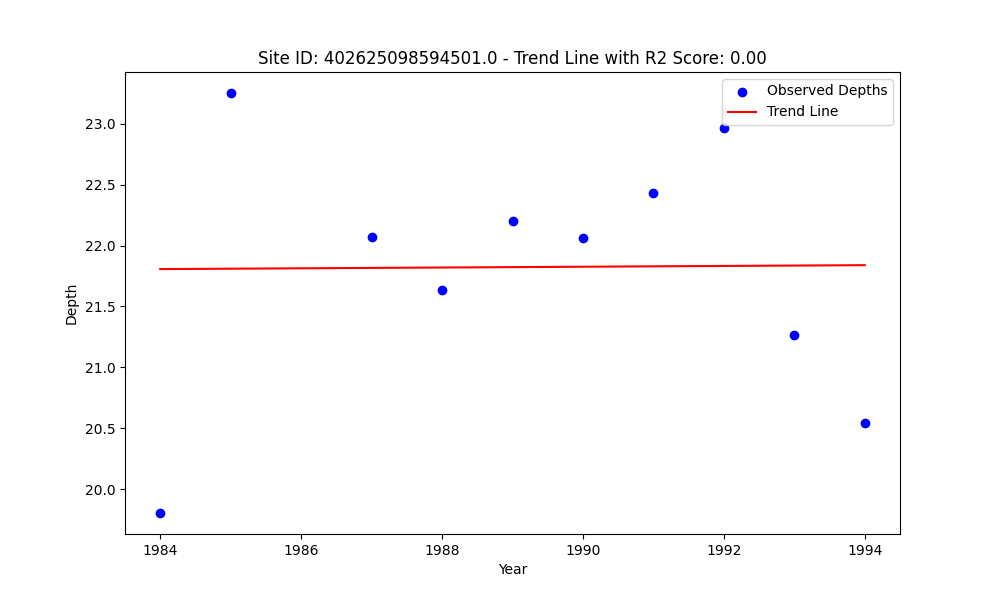 Site ID: 402625098594501.0 - Trend Line with R2 Score: 0.00
Observed Depths
Trend Line
23.0
22.5
22.0
21.5
21.0
20.5
20.0
Depth
1984
1986
1988
1990
1992
1994
Year